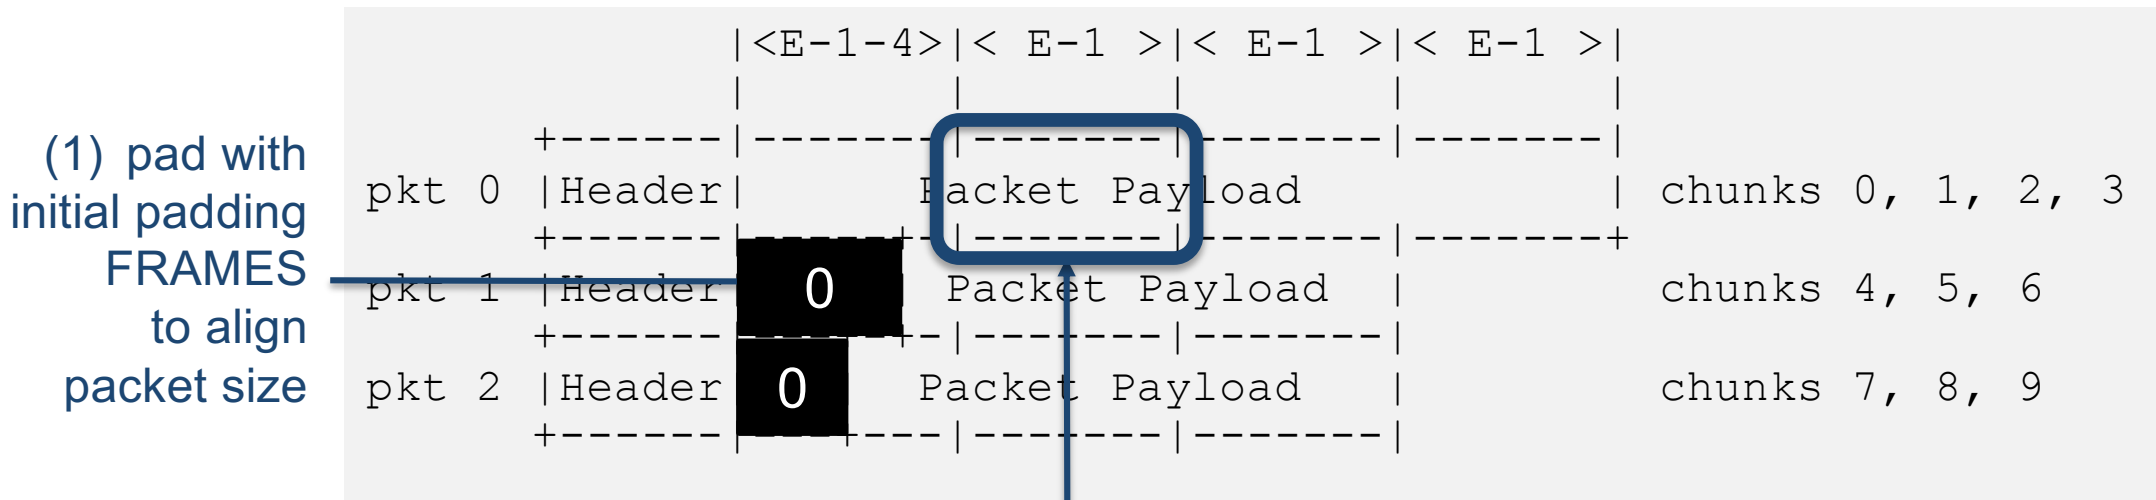 |<E-1-4>|< E-1 >|< E-1 >|< E-1 >|
| | | | |
+------|-------|-------|-------|-------|
(1) pad with
initial padding
FRAMES
to align
packet size
pkt 0 |Header| Packet Payload | chunks 0, 1, 2, 3
+------|-----+-|-------|-------|-------+
pkt 1 |Header 0 | Packet Payload | chunks 4, 5, 6
+------|-----+-|-------|-------|
pkt 2 |Header 0 Packet Payload | chunks 7, 8, 9
+------|---+---|-------|-------|